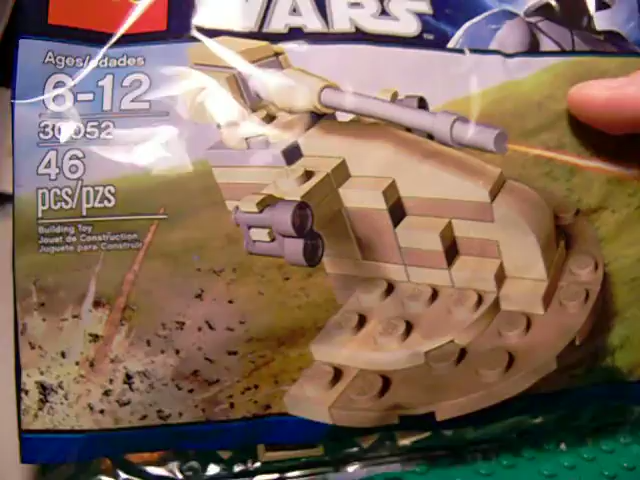 WARS
Ages/edades
6-12
30052
46
pcs/pzs
Building Toy
Jouet de Construction
Juguete para Construir